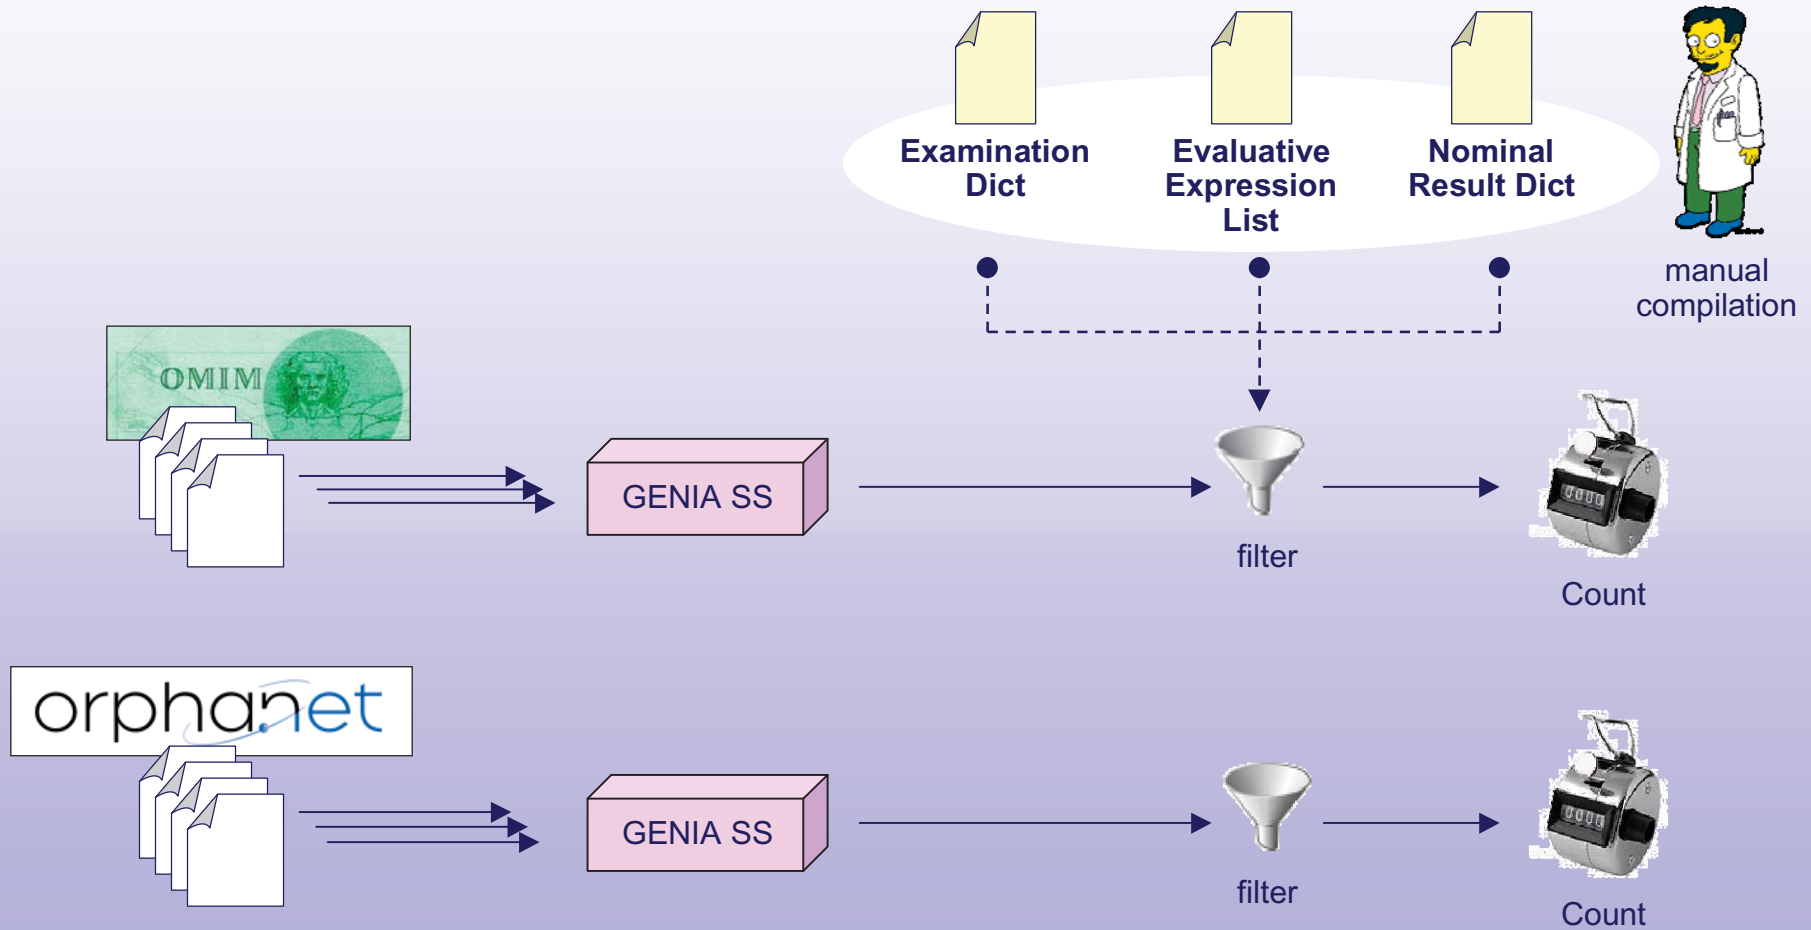 Examination
Dict
Evaluative
Expression
List
Nominal
Result Dict
manual
compilation
OMIM
GENIA SS
filter
Count
orphanet
GENIA SS
filter
Count